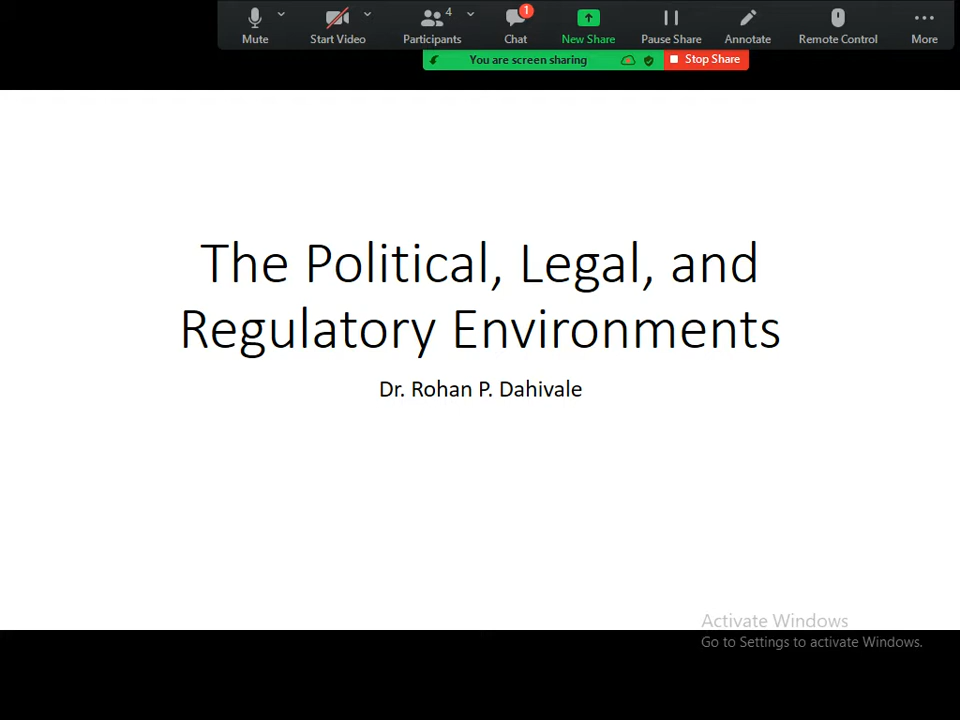 4 1
Mute Start Video Participants Chat New Share Pause Share Annotate Remote Control More
You are screen sharing Stop Share
The Political, Legal, and
Regulatory Environments
Dr. Rohan P. Dahivale
Activate Windows
Go to Settings to activate Windows.